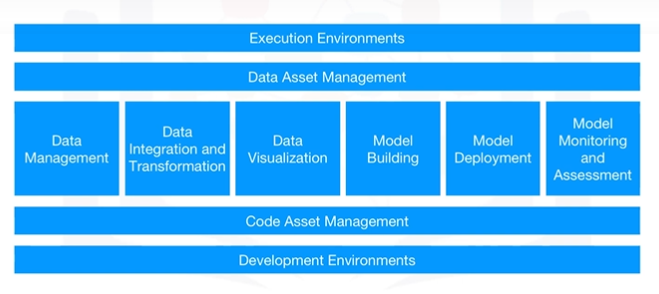 Execution Environments
Data Asset Management
Data
Management
Data
Integration and
Transformation
Data
Visualization
Model
Building
Model
Deployment
Model
Monitoring
and
Assessment
Code Asset Management
Development Environments